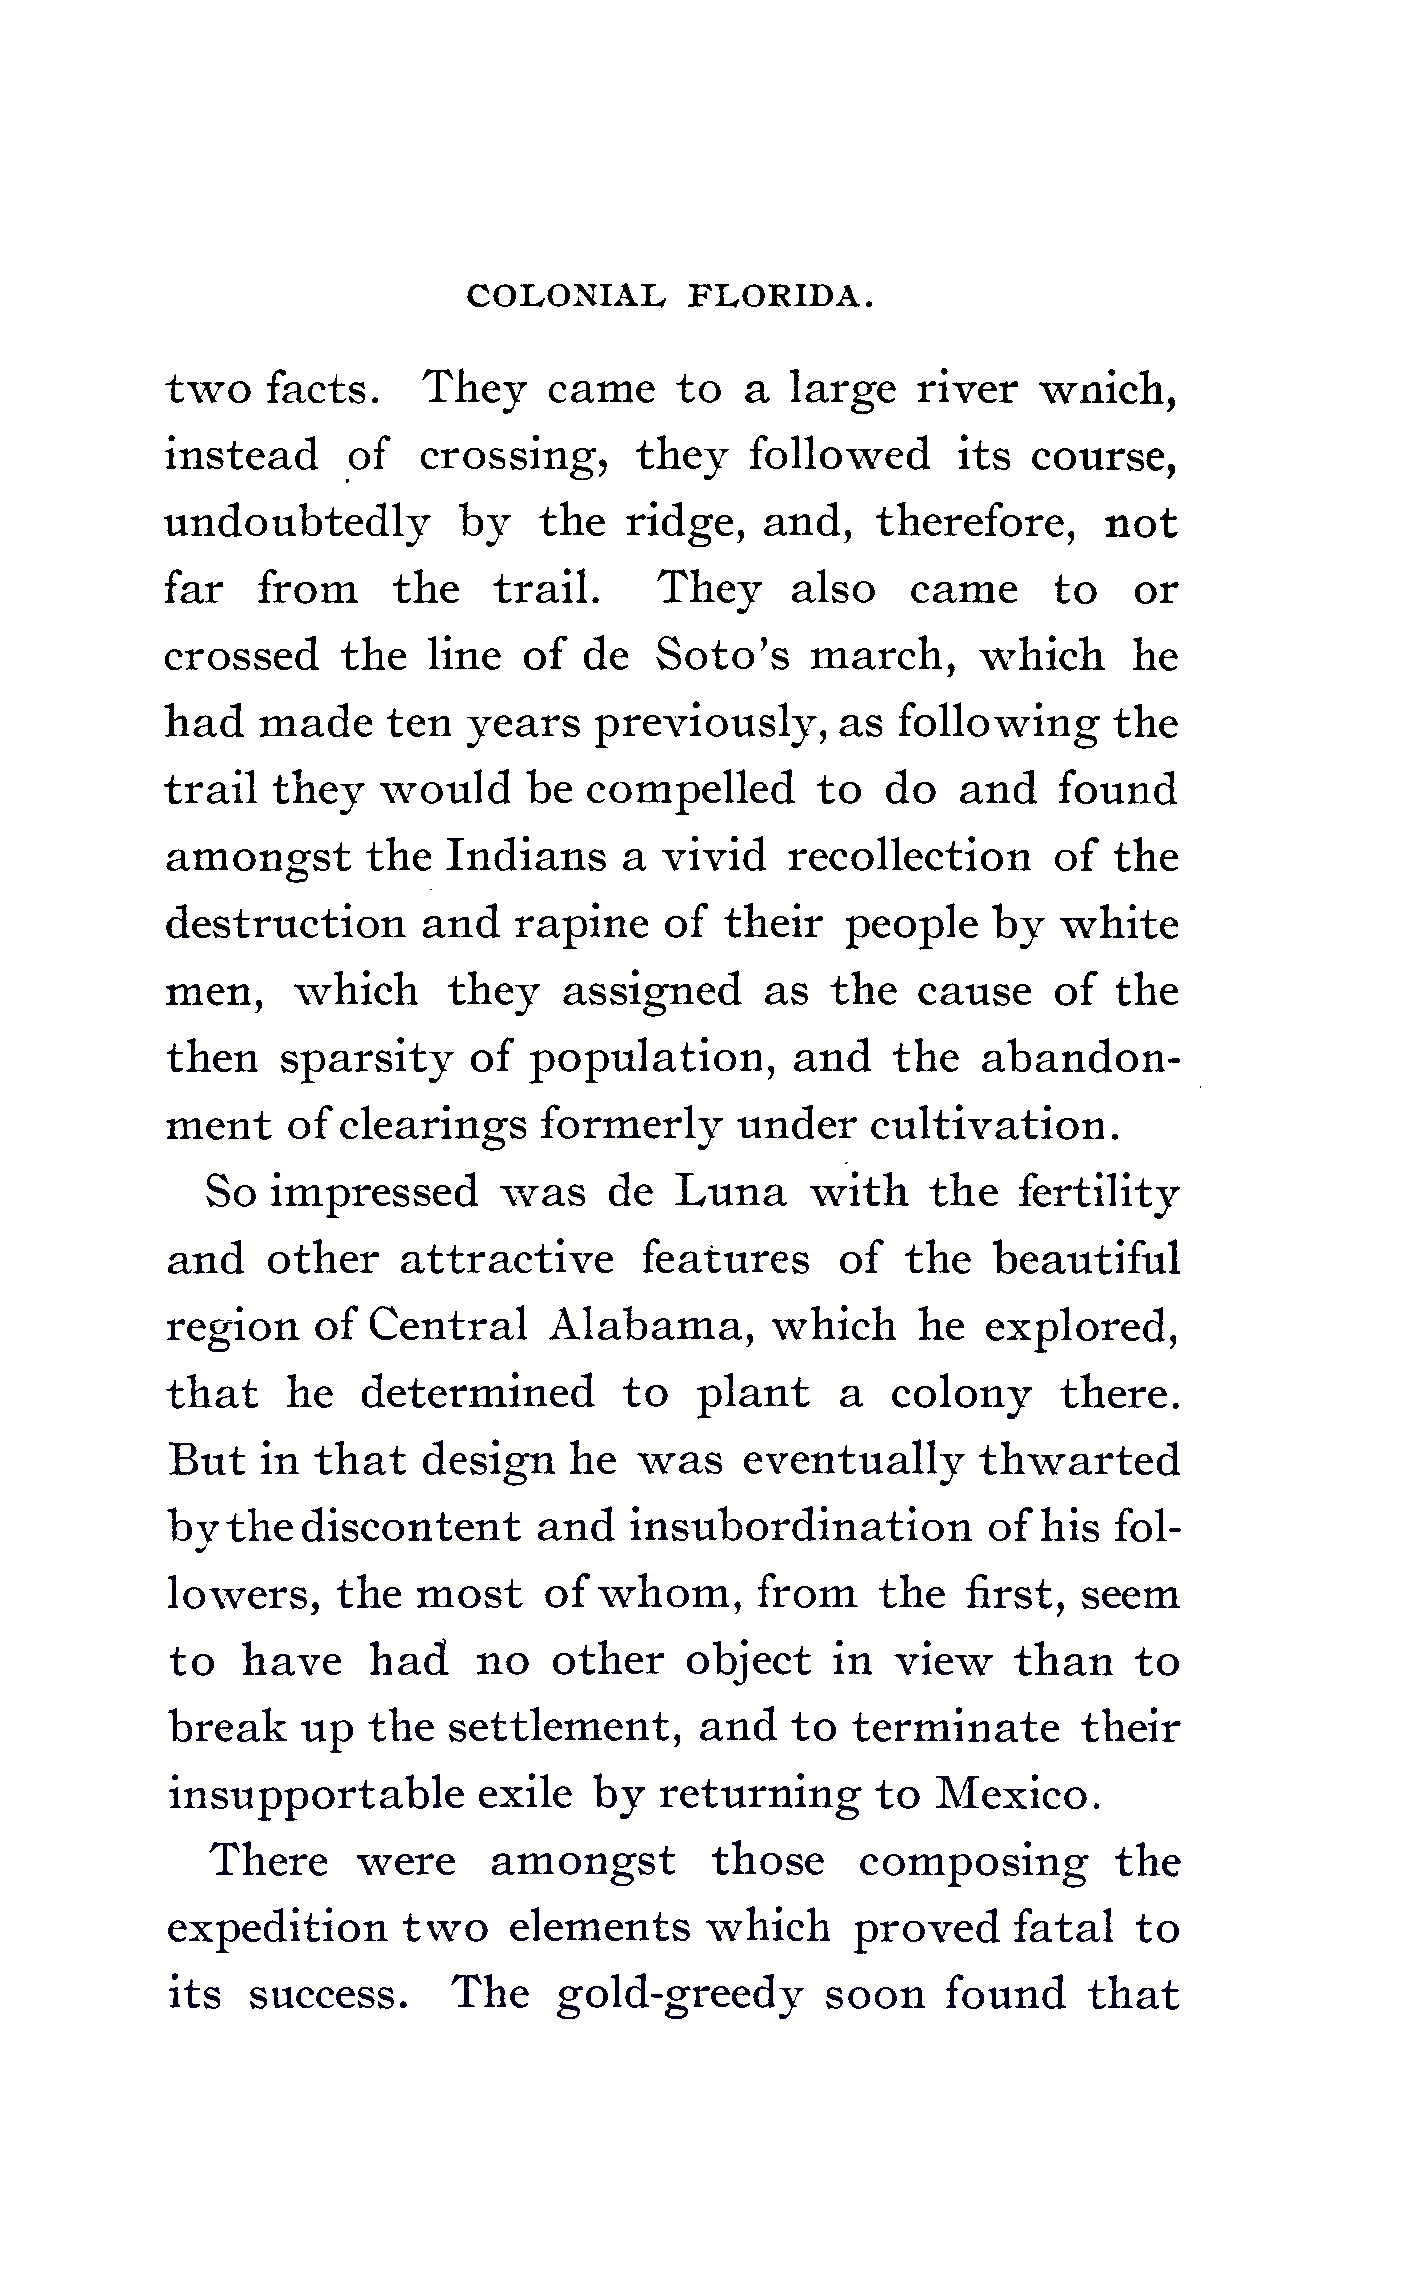 COLONIAL FLORIDA.
two facts. They came to a large river wnich,
instead of crossing, they followed its course,
undoubtedly by the ridge, and, therefore, not
far from the trail. They also came to or
crossed the line of de Soto's march, which he
had made ten years previously, as following the
trail they would be compelled to do and found
amongst the Indians a vivid recollection of the
destruction and rapine of their people by white
men, which they assigned as the cause of the
then sparsity of population, and the abandon-
ment of clearings formerly under cultivation.
So impressed was de Luna with the fertility
and other attractive features of the beautiful
region of Central Alabama, which he explored,
that he determined to plant a colony there.
But in that design he was eventually thwarted
by the discontent and insubordination of his fol-
lowers, the most of whom, from the first, seem
to have had no other object in view than to
break up the settlement, and to terminate their
insupportable exile by returning to Mexico.
There were amongst those composing the
expedition two elements which proved fatal to
its success. The gold-greedy soon found that